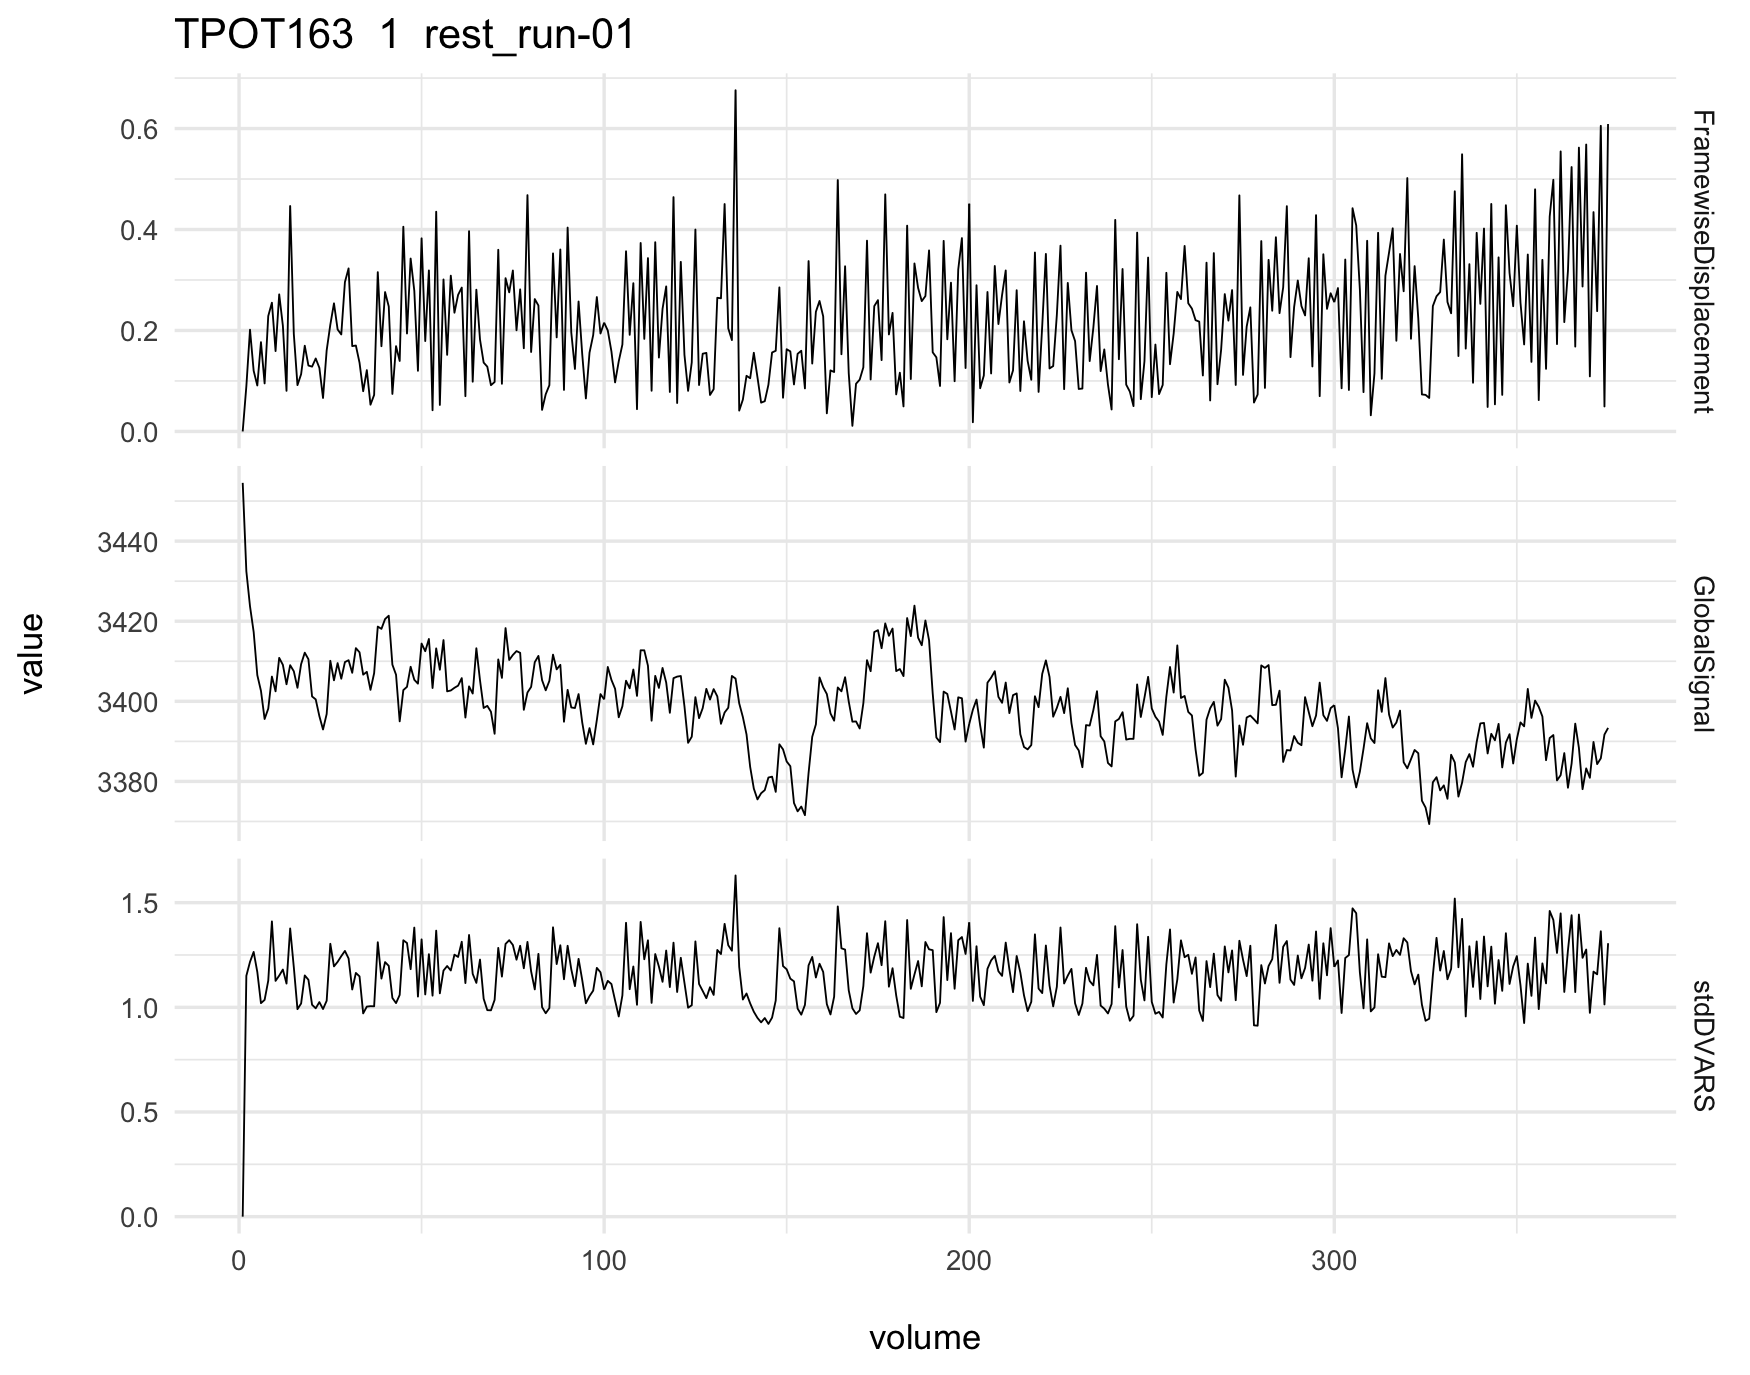 TPOT163 1 rest_run-01
value
0.6
0.4
0.2
0.0
FramewiseDisplacement
3440
3420
3400
3380
GlobalSignal
1.5
1.0
0.5
0.0
stdDVARS
0 100 200 300
volume